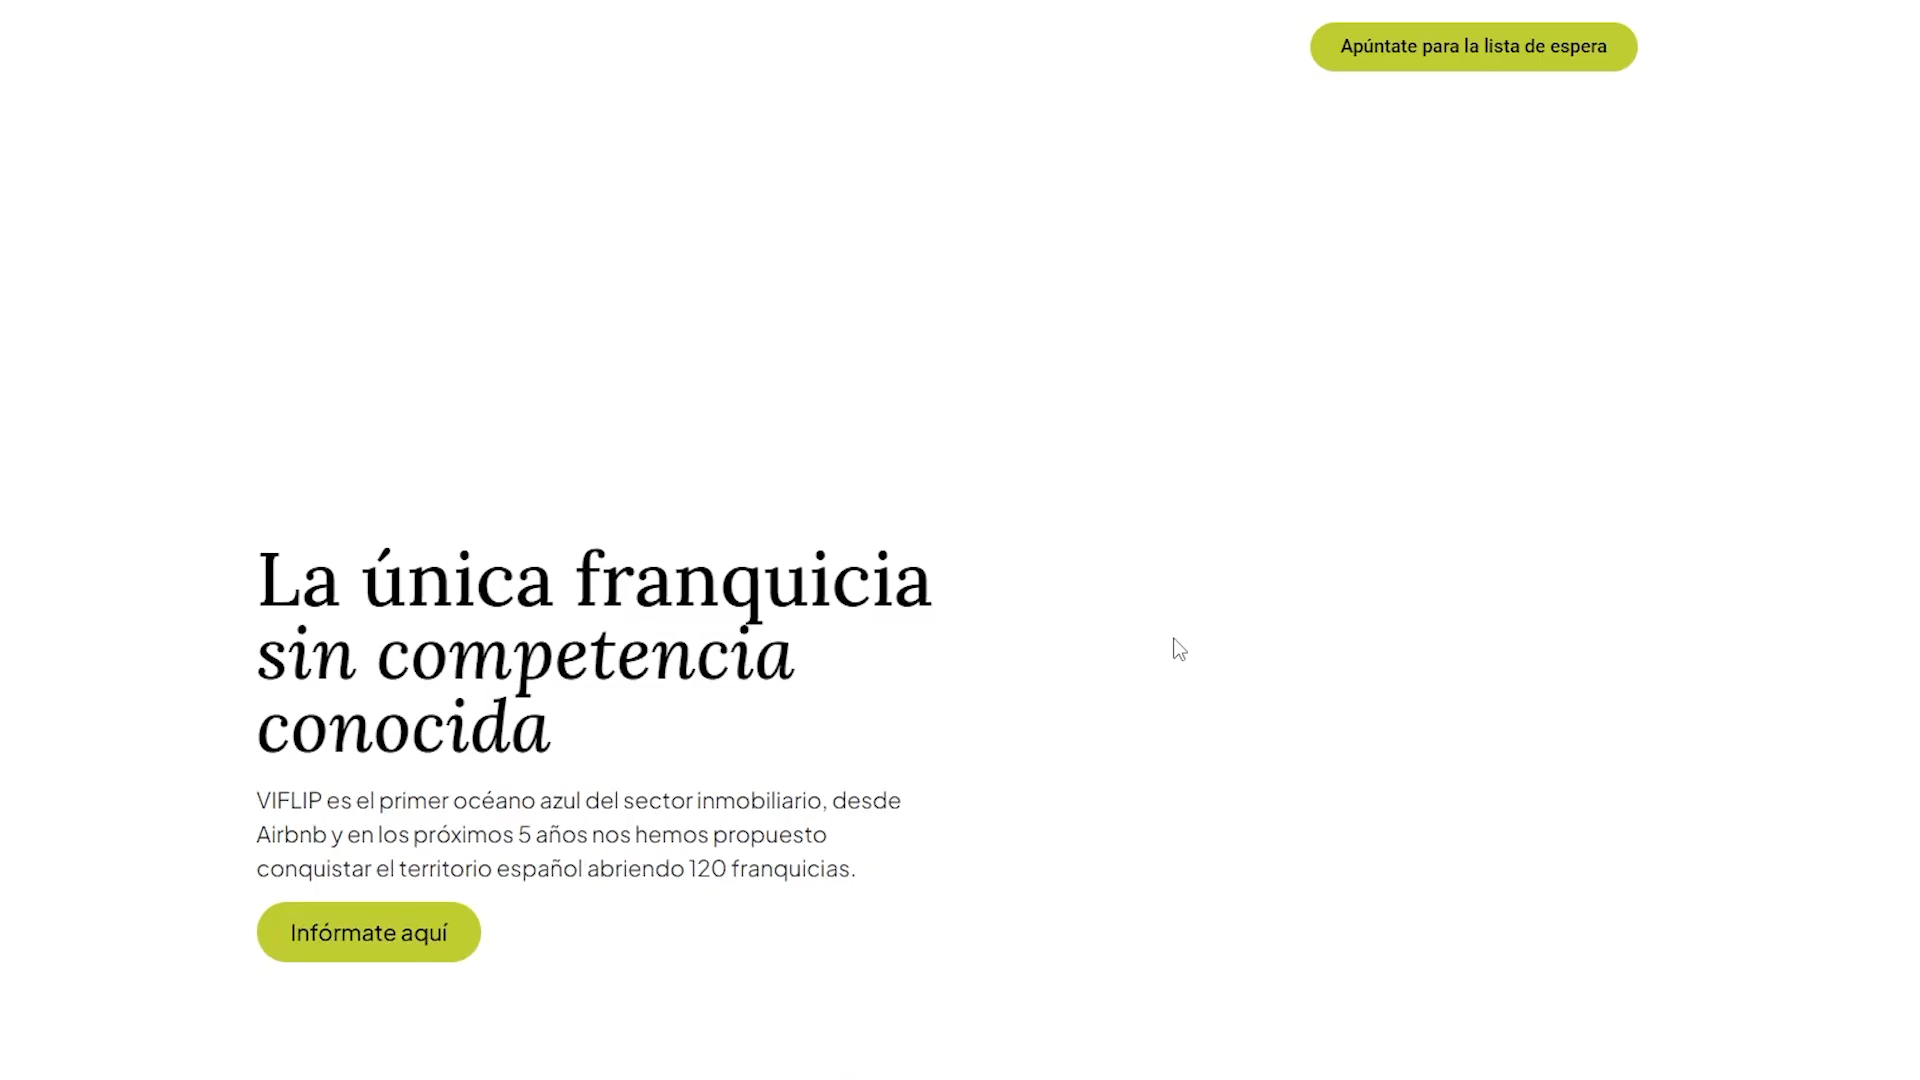 Apúntate para la lista de espera
La única franquicia
sin competencia
conocida
VIFLIP es el primer océano azul del sector inmobiliario, desde
Airbnb y en los próximos 5 años nos hemos propuesto
conquistar el territorio español abriendo 120 franquicias.
Infórmate aquí